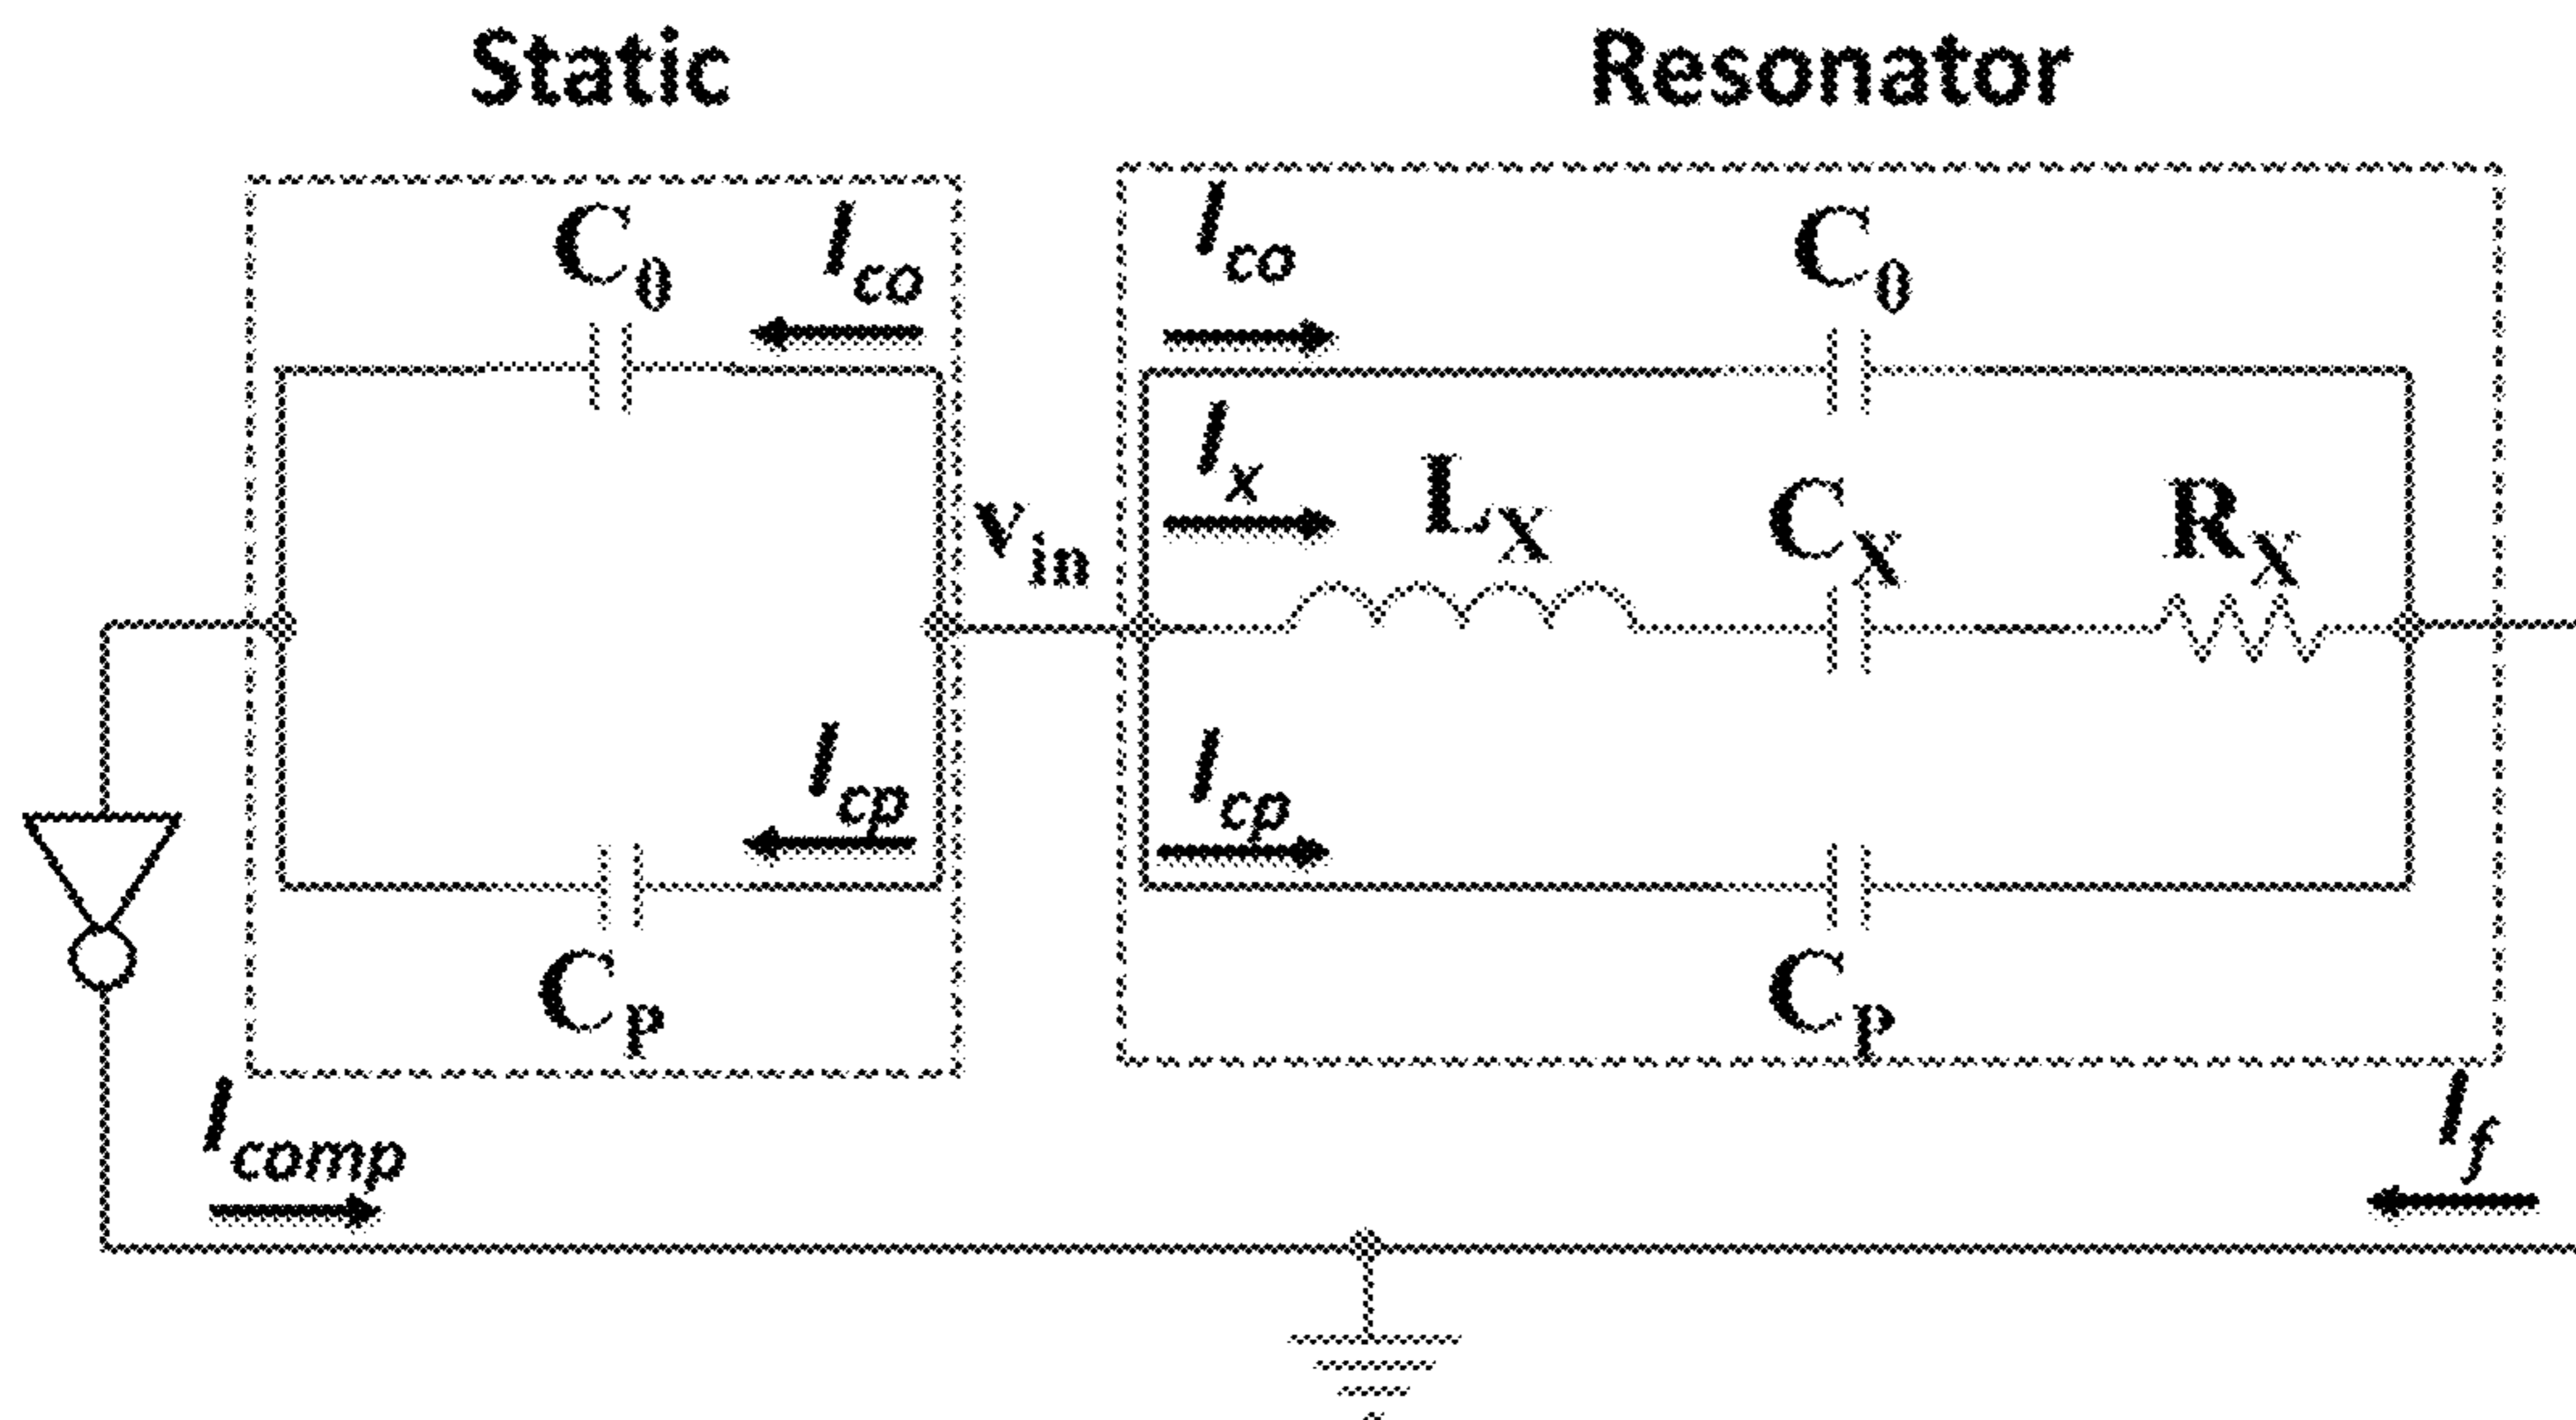 Static
Resonator
C0
Ico
Ico
C0
Ix
LX
CX
RX
vin
Icp
Icp
CP
CP
Icomp
If